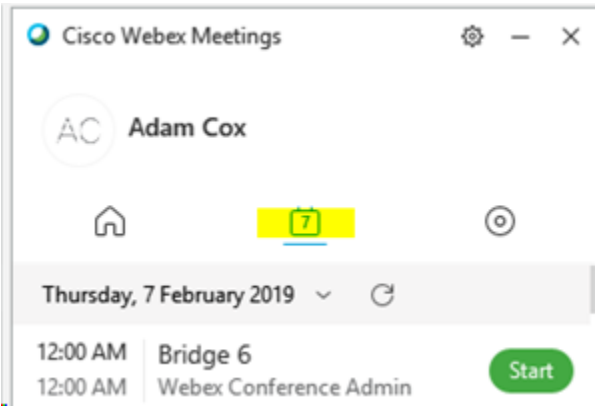 Cisco Webex Meetings
AC Adam Cox
7
Thursday, 7 February 2019
12:00 AM Bridge 6
12:00 AM Webex Conference Admin
Start